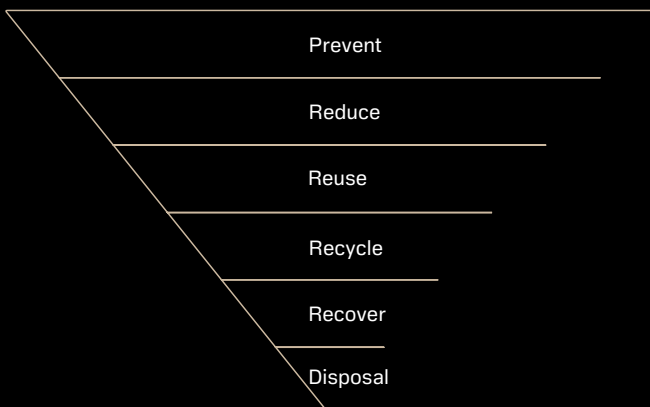 Prevent
Reduce
Reuse
Recycle
Recover
Disposal